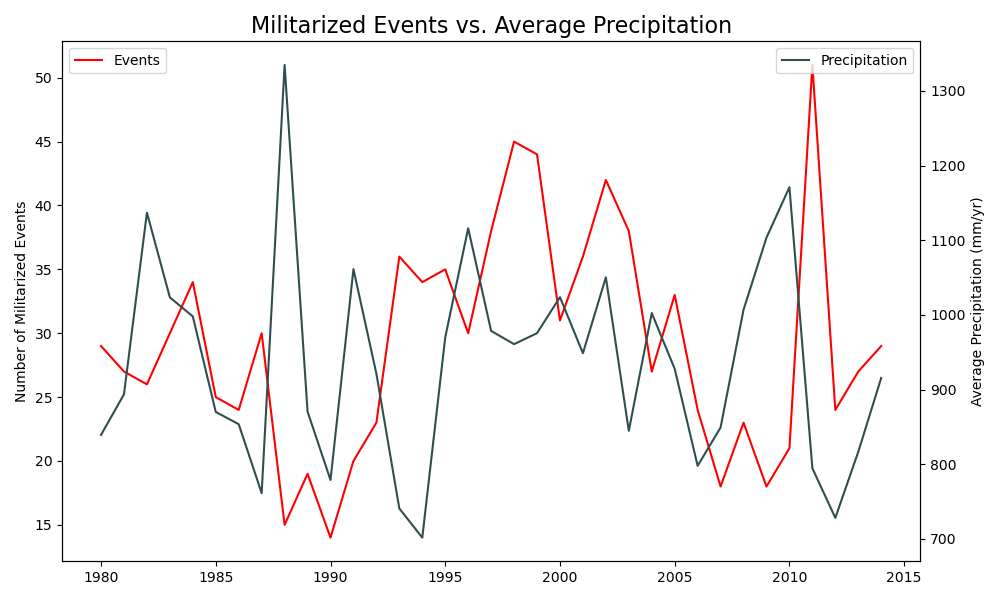 Militarized Events vs. Average Precipitation
Events
Precipitation
Number of Militarized Events
50
45
40
35
30
25
20
15
1300
1200
1100
1000
900
800
700
Average Precipitation (mm/yr)
1980 1985 1990 1995 2000 2005 2010 2015